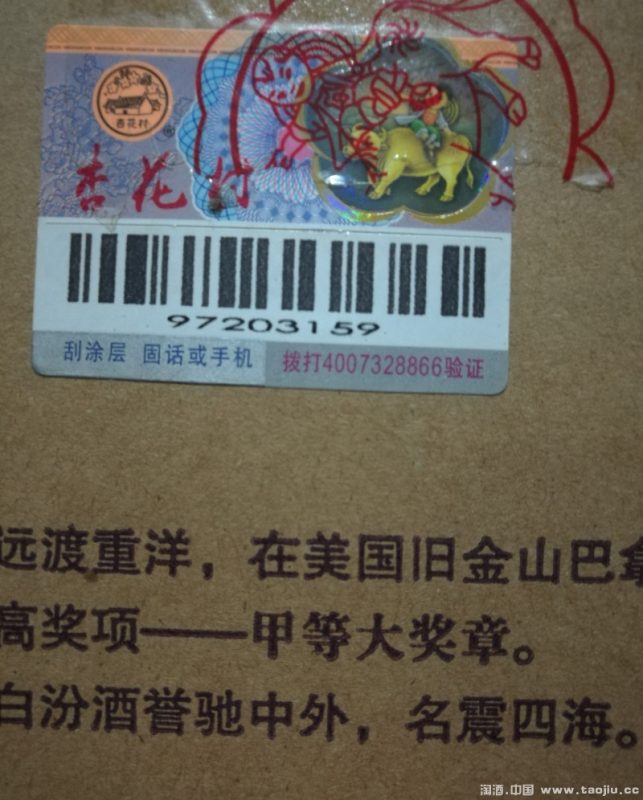 杏花村
®
杏花村
97203159
刮涂层 固话或手机 拨打4007328866验证
远渡重洋，在美国旧金山巴拿
高奖项——甲等大奖章。
白汾酒誉驰中外，名震四海。
淘酒.中国 www.taojiu.cc